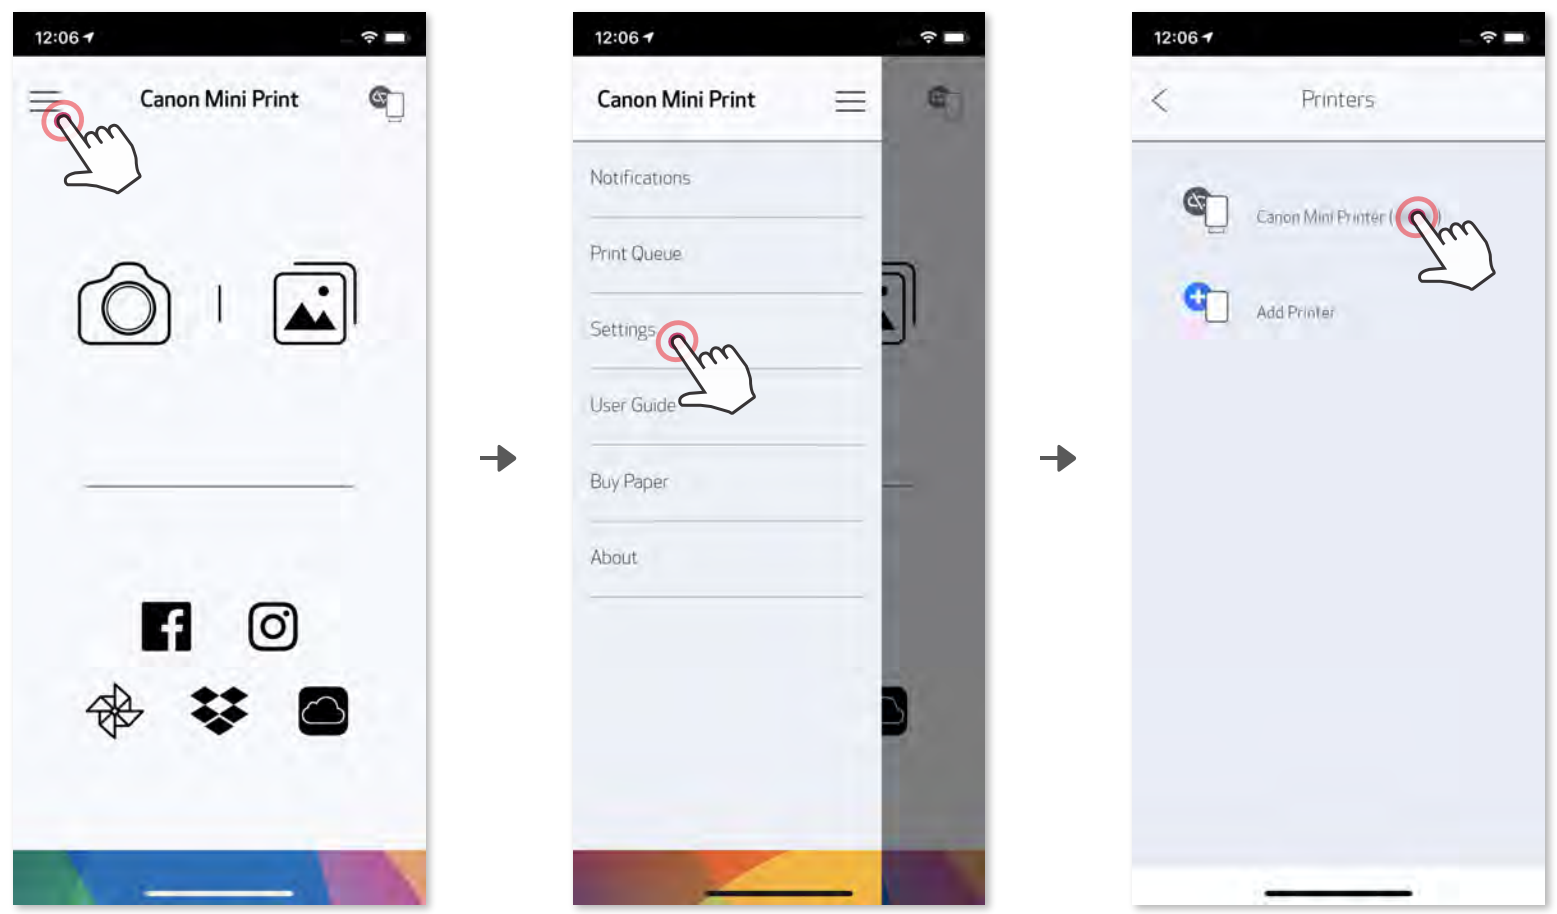 12:06
Canon Mini Print
12:06
Canon Mini Print
Notifications
Print Queue
Settings
User Guide
Buy Paper
About
12:06
Printers
Canon Mini Printer ( )
Add Printer